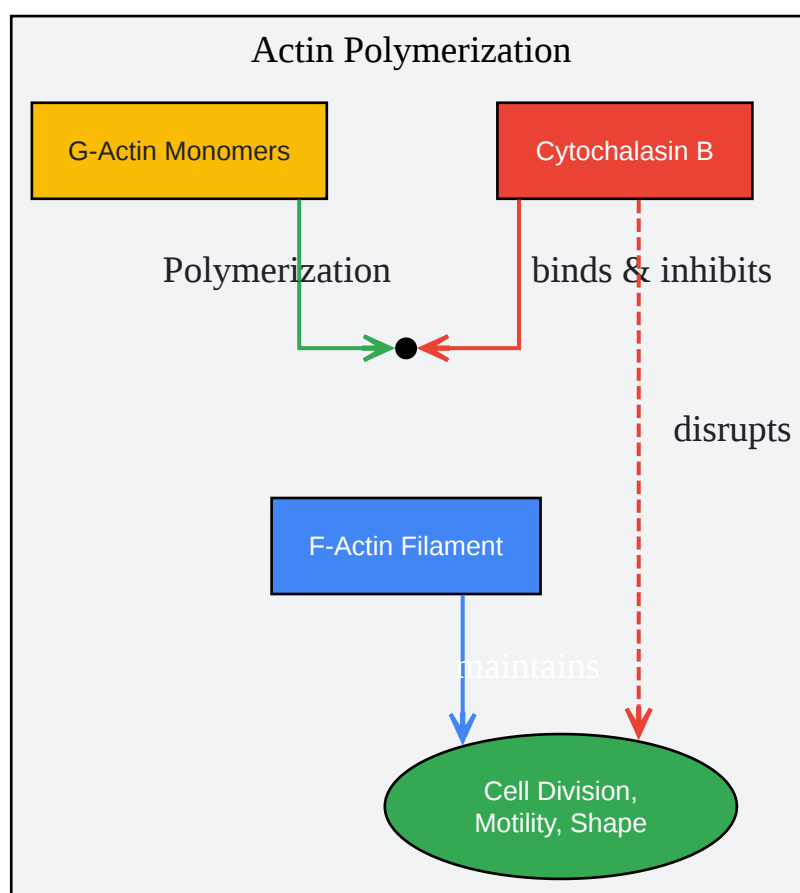 Actin Polymerization
G-Actin Monomers
Cytochalasin B
Polymerization
binds & inhibits
disrupts
F-Actin Filament
maintains
Cell Division,
Motility, Shape